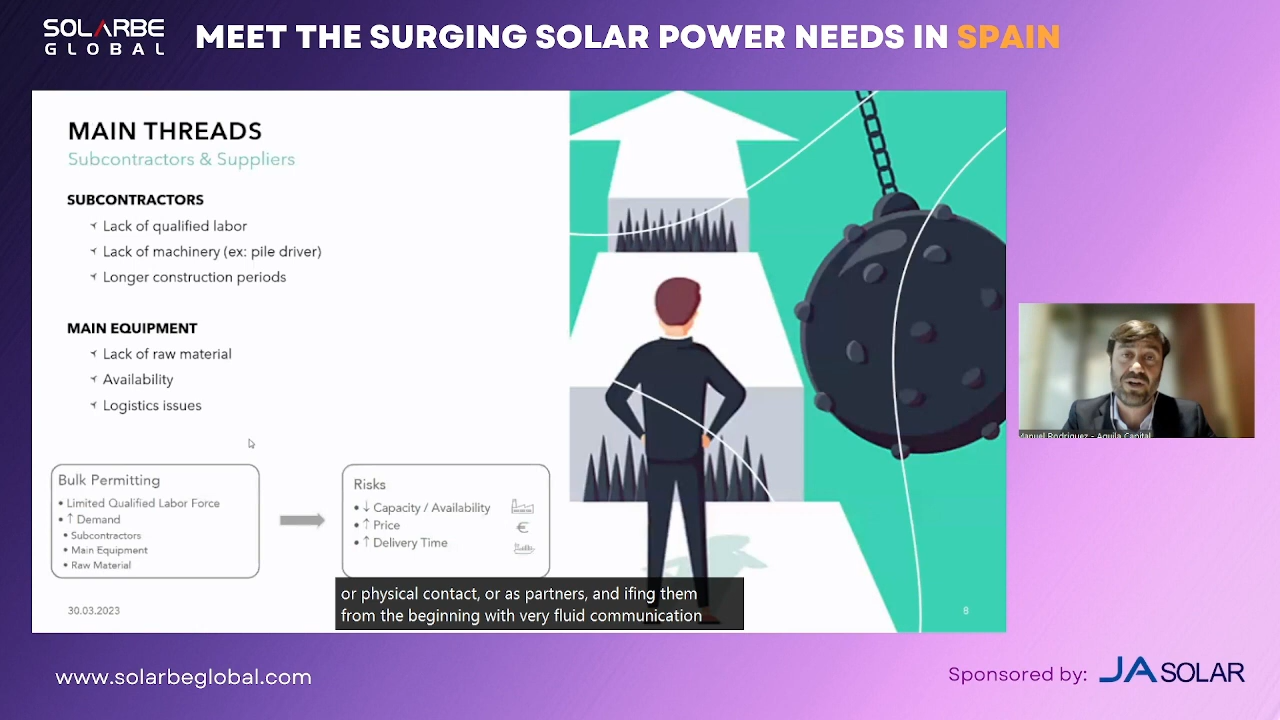 SOLARBE
GLOBAL
MEET THE SURGING SOLAR POWER NEEDS IN SPAIN
MAIN THREADS
Subcontractors & Suppliers
SUBCONTRACTORS
Lack of qualified labor
Lack of machinery (ex: pile driver)
Longer construction periods
MAIN EQUIPMENT
Lack of raw material
Availability
Logistics issues
Bulk Permitting
• Limited Qualified Labor Force
• ↑ Demand
• Subcontractors
• Main Equipment
• Raw Material
Risks
• ↓ Capacity / Availability
• ↑ Price
€
• ↑ Delivery Time
or physical contact, or as partners, and ifing them
from the beginning with very fluid communication
30.03.2023
8
Manuel Rodriguez - Aquila Capital
www.solarbeglobal.com
Sponsored by: JA SOLAR